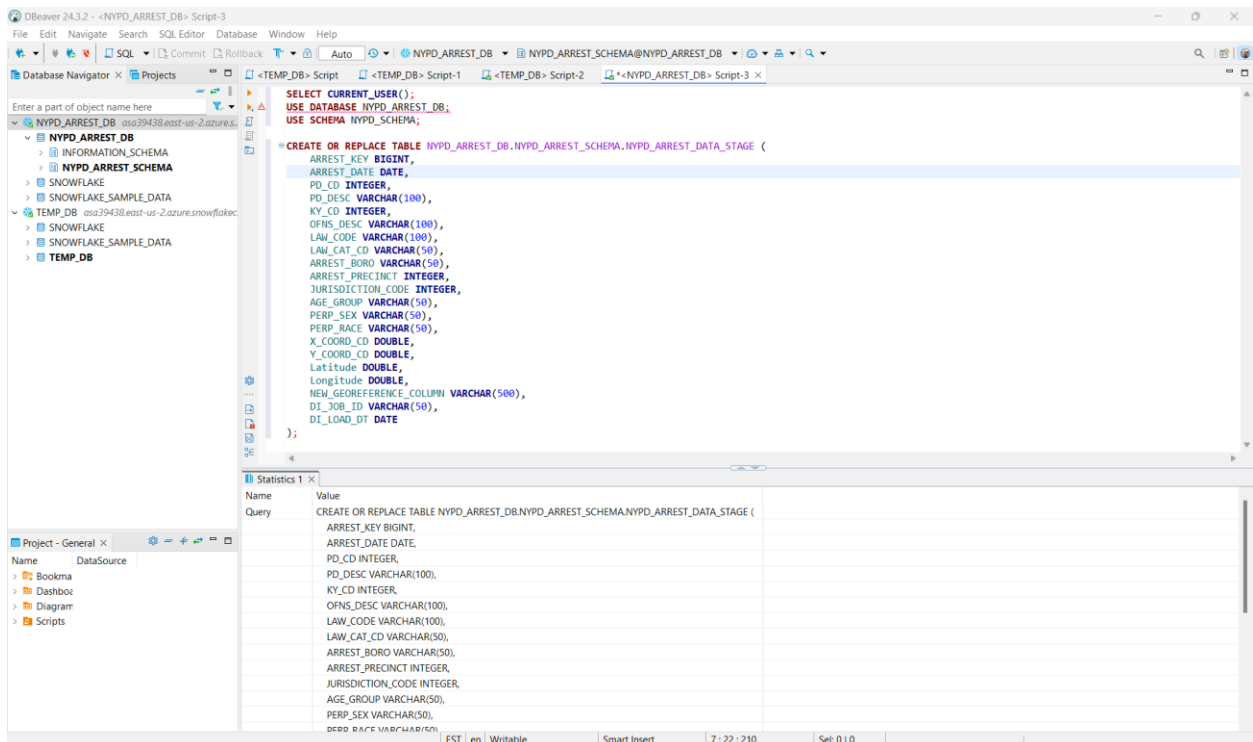 DBeaver 24.3.2 - <NYPD_ARREST_DB> Script-3
File Edit Navigate Search SQL Editor Database Window Help
SQL Commit Rollback Auto NYPD_ARREST_DB NYPD_ARREST_SCHEMA@NYPD_ARREST_DB
Database Navigator Projects
<TEMP_DB> Script <TEMP_DB> Script-1 <TEMP_DB> Script-2 *<NYPD_ARREST_DB> Script-3
Enter a part of object name here
NYPD_ARREST_DB asa39438.east-us-2.azure.s...
NYPD_ARREST_DB
INFORMATION_SCHEMA
NYPD_ARREST_SCHEMA
SNOWFLAKE
SNOWFLAKE_SAMPLE_DATA
TEMP_DB asa39438.east-us-2.azure.snowflakec
SNOWFLAKE
SNOWFLAKE_SAMPLE_DATA
TEMP_DB
SELECT CURRENT_USER();
USE DATABASE NYPD_ARREST_DB;
USE SCHEMA NYPD_SCHEMA;
CREATE OR REPLACE TABLE NYPD_ARREST_DB.NYPD_ARREST_SCHEMA.NYPD_ARREST_DATA_STAGE (
ARREST_KEY BIGINT,
ARREST_DATE DATE,
PD_CD INTEGER,
PD_DESC VARCHAR(100),
KY_CD INTEGER,
OFNS_DESC VARCHAR(100),
LAW_CODE VARCHAR(100),
LAW_CAT_CD VARCHAR(50),
ARREST_BORO VARCHAR(50),
ARREST_PRECINCT INTEGER,
JURISDICTION_CODE INTEGER,
AGE_GROUP VARCHAR(50),
PERP_SEX VARCHAR(50),
PERP_RACE VARCHAR(50),
X_COORD_CD DOUBLE,
Y_COORD_CD DOUBLE,
Latitude DOUBLE,
Longitude DOUBLE,
NEW_GEOREFERENCE_COLUMN VARCHAR(500),
DI_JOB_ID VARCHAR(50),
DI_LOAD_DT DATE
);
Statistics 1
Name Value
Query CREATE OR REPLACE TABLE NYPD_ARREST_DB.NYPD_ARREST_SCHEMA.NYPD_ARREST_DATA_STAGE (
ARREST_KEY BIGINT,
ARREST_DATE DATE,
PD_CD INTEGER,
PD_DESC VARCHAR(100),
KY_CD INTEGER,
OFNS_DESC VARCHAR(100),
LAW_CODE VARCHAR(100),
LAW_CAT_CD VARCHAR(50),
ARREST_BORO VARCHAR(50),
ARREST_PRECINCT INTEGER,
JURISDICTION_CODE INTEGER,
AGE_GROUP VARCHAR(50),
PERP_SEX VARCHAR(50),
PERP_RACE VARCHAR(50),
Project - General
Name DataSource
Bookma
Dashboa
Diagram
Scripts
EST en Writable Smart Insert 7 : 22 : 210 Sel: 0 | 0